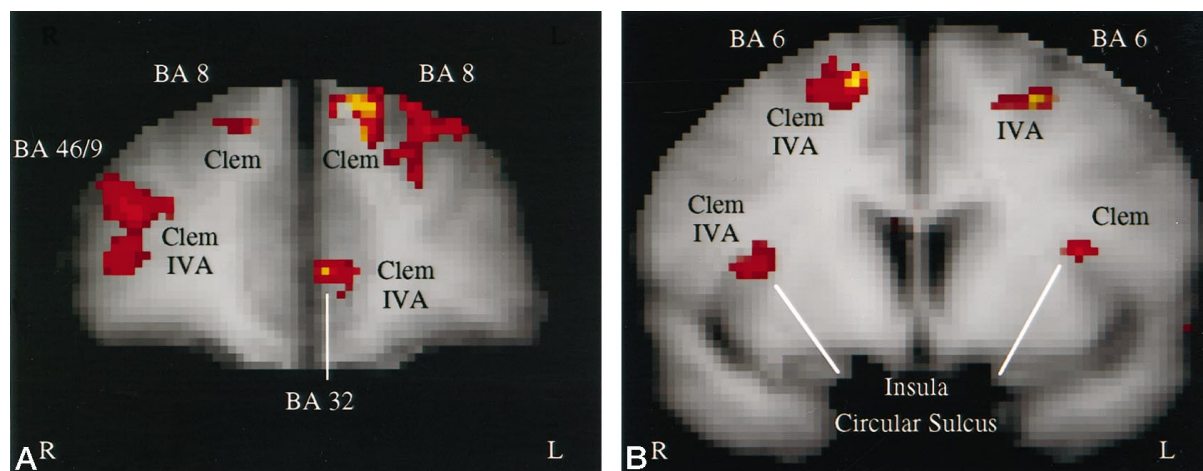 R L
BA 8 BA 8
BA 46/9
Clem Clem
Clem
IVA
Clem
IVA
BA 32
A R L
BA 6 BA 6
Clem
IVA
IVA
Clem
IVA
Clem
Insula
Circular Sulcus
B R L